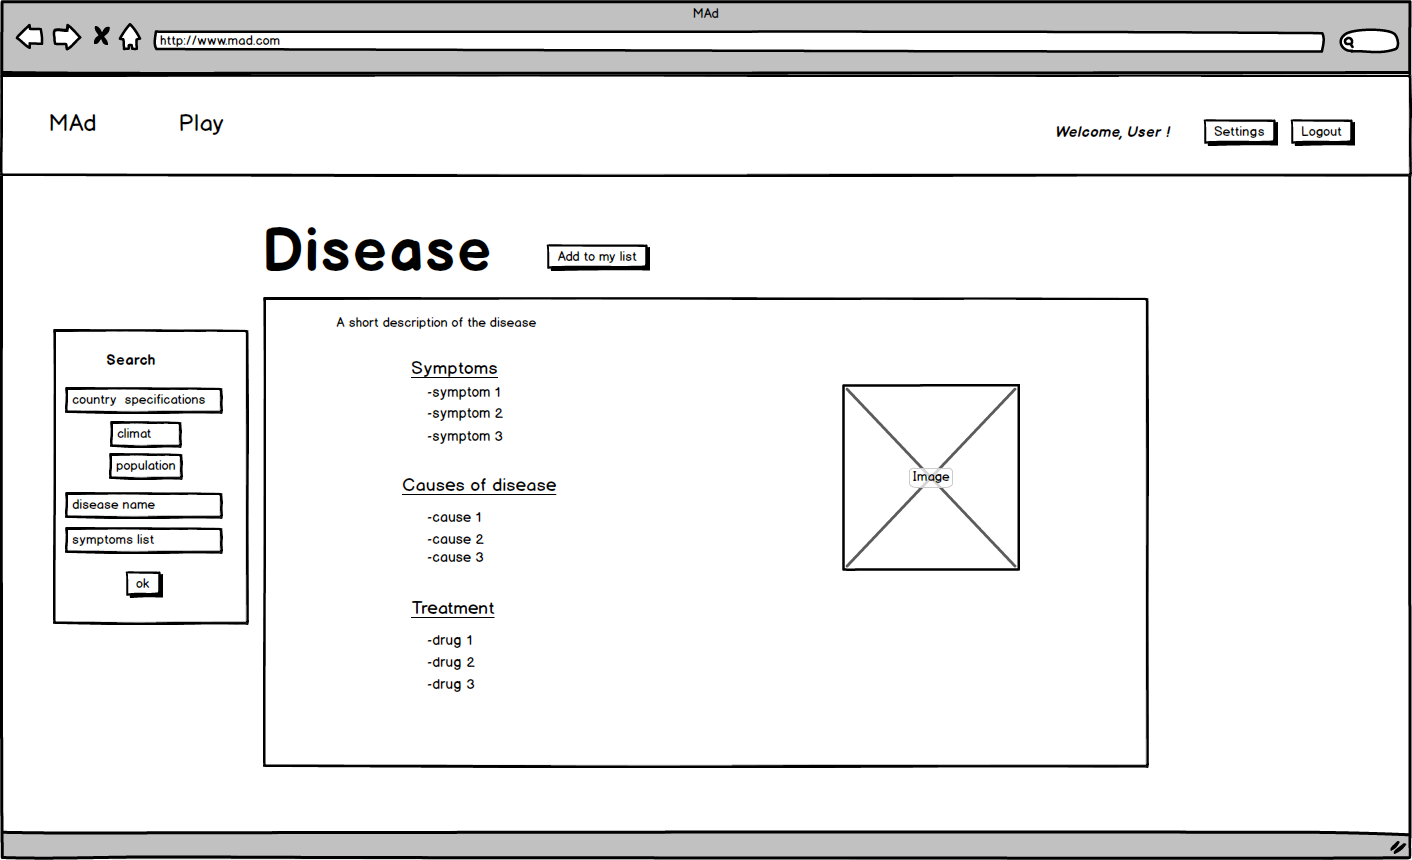 MAd
http://www.mad.com
MAd
Play
Welcome, User !
Settings
Logout
Disease
Add to my list
Search
country specifications
climat
population
disease name
symptoms list
ok
A short description of the disease
Symptoms
-symptom 1
-symptom 2
-symptom 3
Causes of disease
-cause 1
-cause 2
-cause 3
Treatment
-drug 1
-drug 2
-drug 3
Image